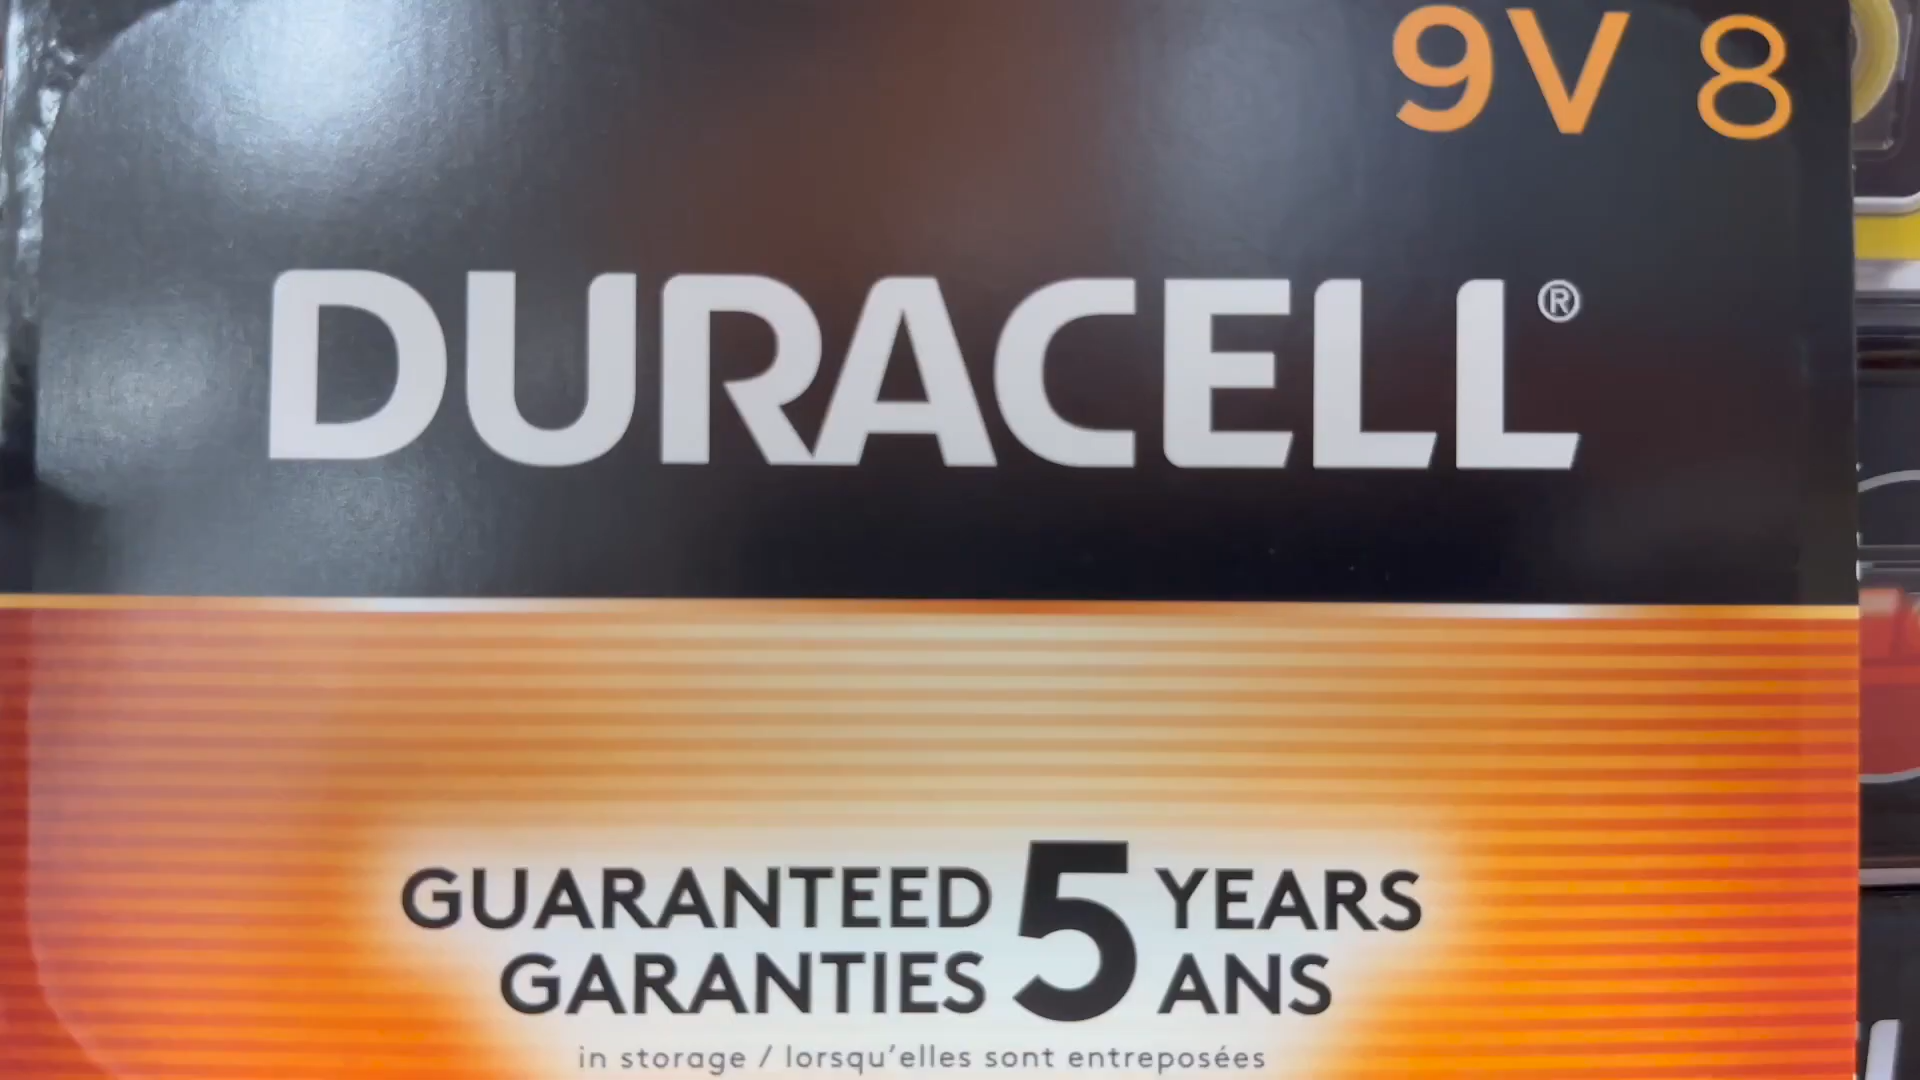 9V 8
DURACELL®
GUARANTEED 5 YEARS
GARANTIES ANS
in storage / lorsqu'elles sont entreposées